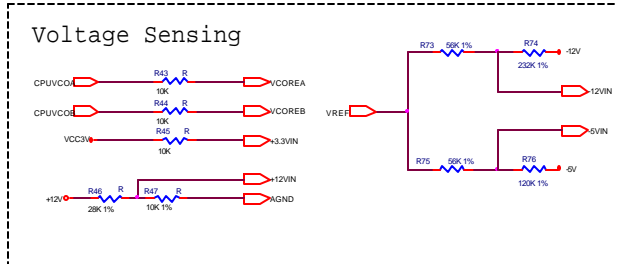 Voltage Sensing
CPUVCOA
R43
R
10K
VCOREA
CPUVCOB
R44
R
10K
VCOREB
VCC3V
R45
R
10K
+3.3VIN
+12V
R46
R
28K 1%
R47
R
10K 1%
+12VIN
AGND
VREF
R73
56K 1%
R74
232K 1%
-12V
-12VIN
-5VIN
R75
56K 1%
R76
120K 1%
-5V